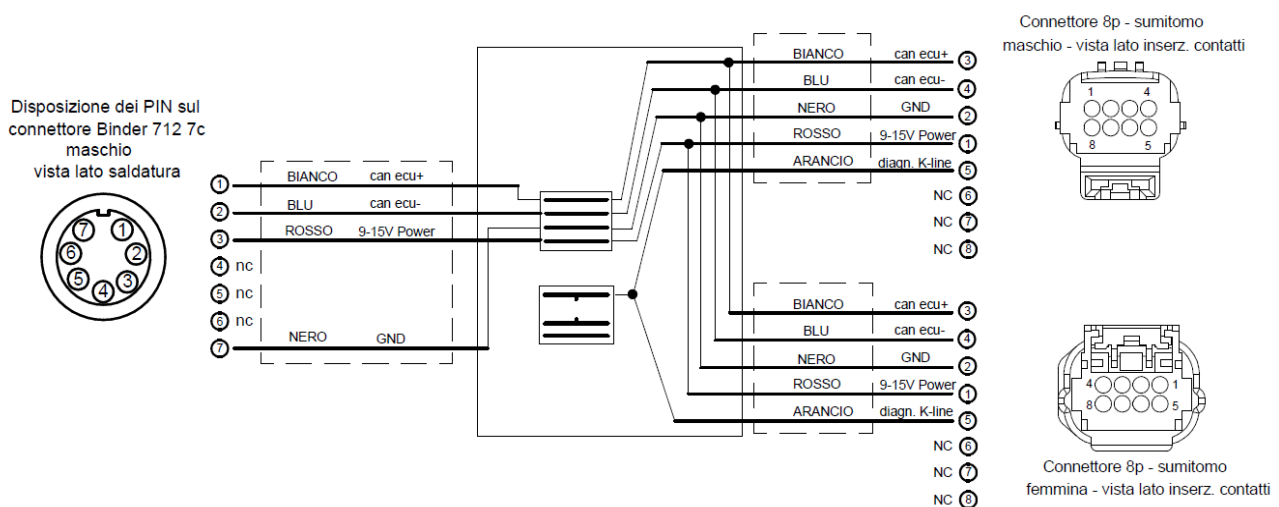 Disposizione dei PIN sul
connettore Binder 712 7c
maschio
vista lato saldatura
7 1
6 2
5 3
4
1 BIANCO can ecu+
2 BLU can ecu-
3 ROSSO 9-15V Power
4 nc
5 nc
6 nc
7 NERO GND
BIANCO can ecu+ 3
BLU can ecu- 4
NERO GND 2
ROSSO 9-15V Power 1
ARANCIO diagn. K-line 5
NC 6
NC 7
NC 8
BIANCO can ecu+ 3
BLU can ecu- 4
NERO GND 2
ROSSO 9-15V Power 1
ARANCIO diagn. K-line 5
NC 6
NC 7
NC 8
Connettore 8p - sumitomo
maschio - vista lato inserz. contatti
1 4
8 5
4 1
8 5
Connettore 8p - sumitomo
femmina - vista lato inserz. contatti